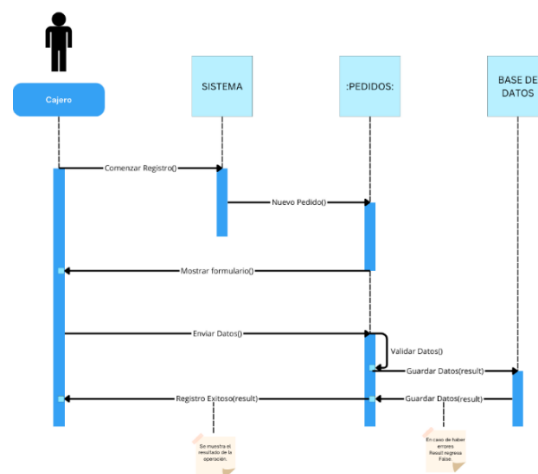 Cajero
SISTEMA
:PEDIDOS:
BASE DE
DATOS
Comenzar Registro()
Nuevo Pedido()
Mostrar formulario()
Enviar Datos()
Validar Datos()
Guardar Datos(result)
Registro Exitoso(result)
Guardar Datos(result)
Se muestra el
resultado de la
operación.
En caso de haber
errores
Result regresa
False.